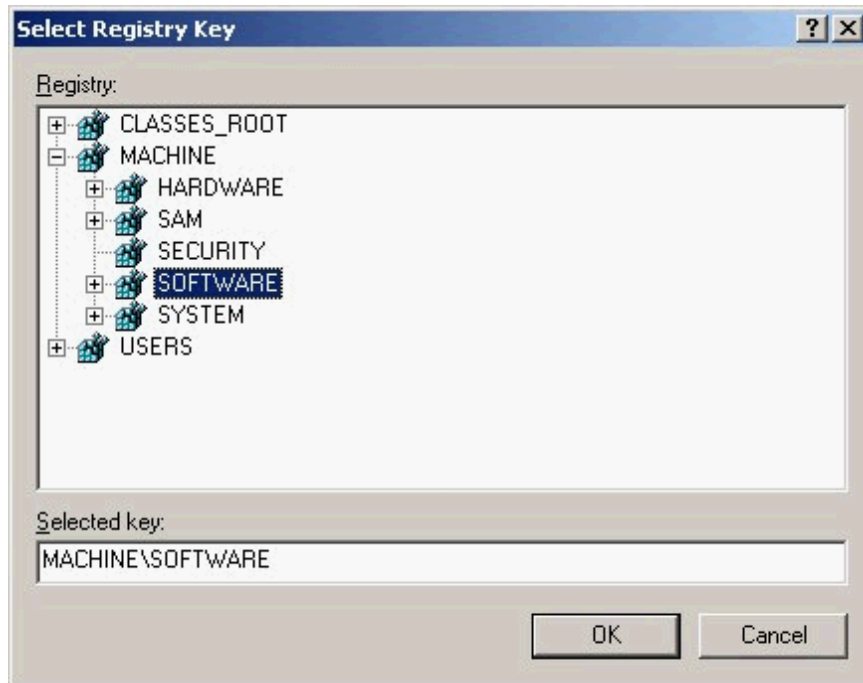 Select Registry Key
Registry:
CLASSES_ROOT
MACHINE
HARDWARE
SAM
SECURITY
SOFTWARE
SYSTEM
USERS
Selected key:
MACHINE\SOFTWARE
OK Cancel